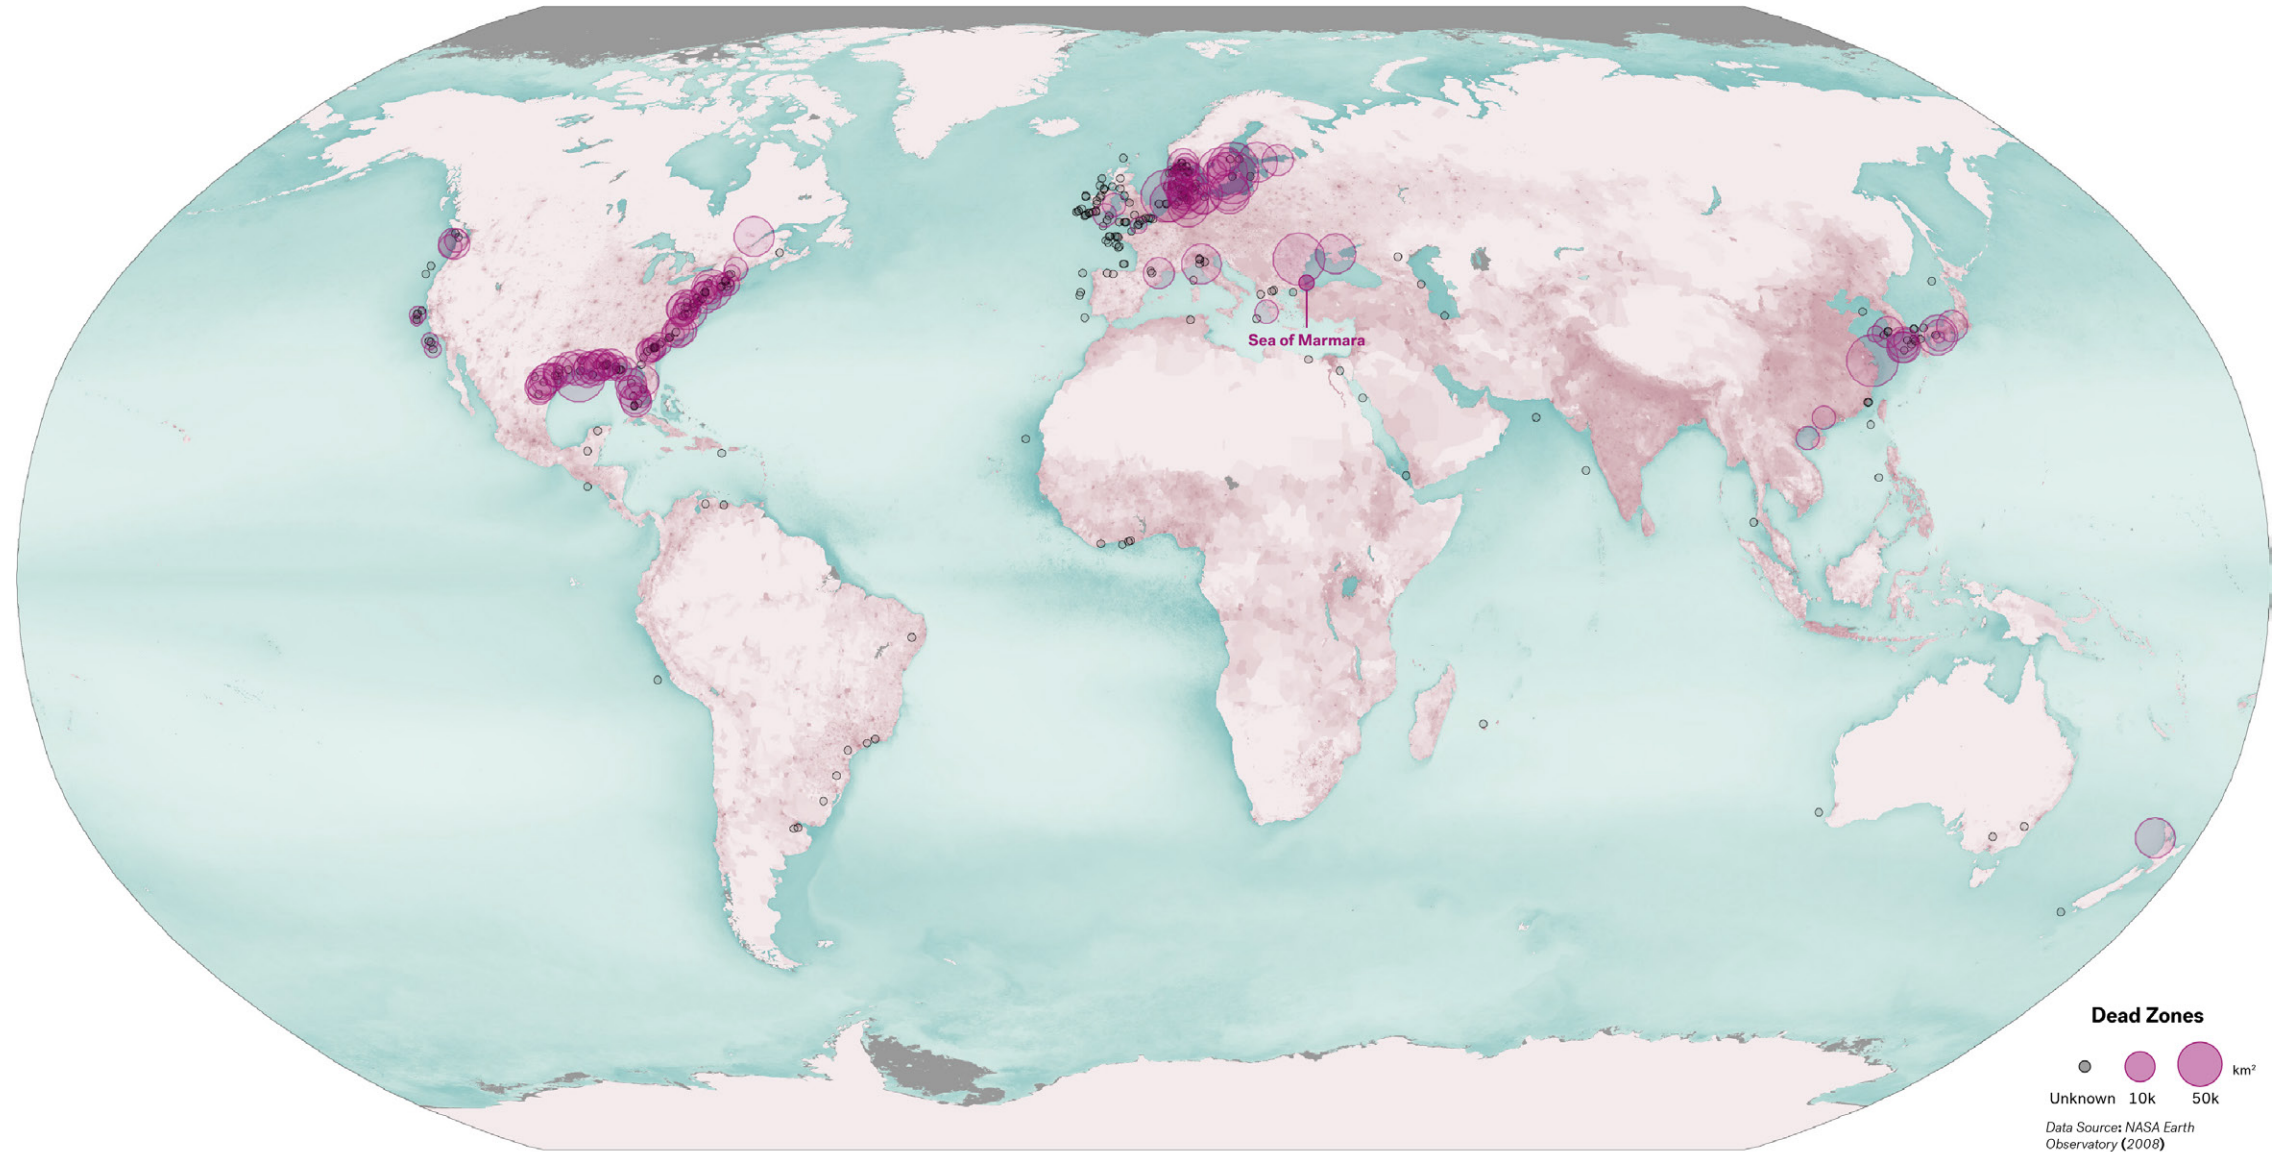 Sea of Marmara
Dead Zones
km²
Unknown 10k 50k
Data Source: NASA Earth
Observatory (2008)